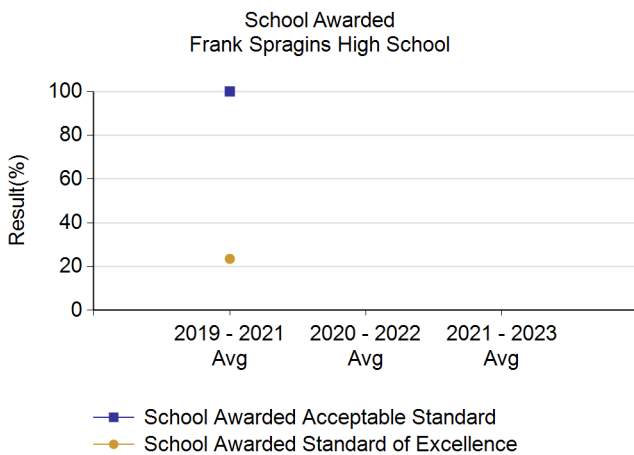 School Awarded
Frank Spragins High School
Result(%)
100
80
60
40
20
0
2019 - 2021 Avg
2020 - 2022 Avg
2021 - 2023 Avg
School Awarded Acceptable Standard
School Awarded Standard of Excellence